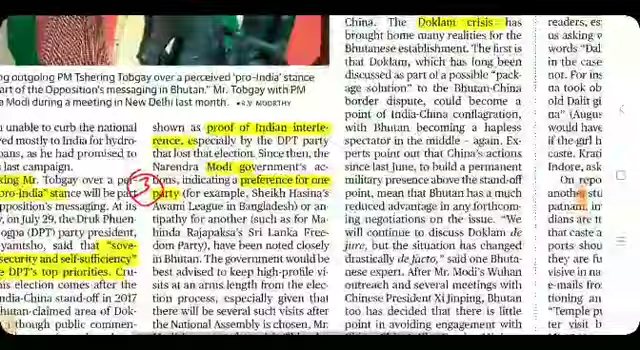 ng outgoing PM Tshering Tobgay over a perceived 'pro-India' stance
art of the Opposition's messaging in Bhutan." Mr. Tobgay with PM
a Modi during a meeting in New Delhi last month. R.V. MOORTHY
unable to curb the national
ved mostly to India for hydro-
oans, as he had promised to
last campaign.
king Mr. Tobgay over a
pro-India" stance will be part
pposition's messaging. At its
, on July 29, the Druk Phuen-
ogpa (DPT) party president,
yamtsho, said that "sove-
security and self-sufficiency"
e DPT's top priorities. Cru-
is election comes after the
ndia-China stand-off in 2017
hutan-claimed area of Dok-
though public commen-
3
shown as proof of Indian interfe-
rence, especially by the DPT party
that lost that election. Since then, the
Narendra Modi government's ac-
tions, indicating a preference for one
party (for example, Sheikh Hasina's
Awami League in Bangladesh) or an-
tipathy for another (such as for Ma-
hinda Rajapaksa's Sri Lanka Free-
dom Party), have been noted closely
in Bhutan. The government would be
best advised to keep high-profile vi-
sits at an arms length from the elec-
tion process, especially given that
there will be several such visits after
the National Assembly is chosen, Mr.
China. The Doklam crisis has
brought home many realities for the
Bhutanese establishment. The first is
that Doklam, which has long been
discussed as part of a possible "pack-
age solution" to the Bhutan-China
border dispute, could become a
point of India-China conflagration,
with Bhutan becoming a hapless
spectator in the middle – again. Ex-
perts point out that China's actions
since last June, to build a permanent
military presence above the stand-off
point, mean that Bhutan has a much
reduced advantage in any forthcom-
ing negotiations on the issue. "We
will continue to discuss Doklam de
jure, but the situation has changed
drastically de facto," said one Bhuta-
nese expert. After Mr. Modi's Wuhan
outreach and several meetings with
Chinese President Xi Jinping, Bhutan
too has decided that there is little
point in avoiding engagement with
readers, es
us asking v
words "Dal
in the case
nor. For ins
na took ob
old Dalit gi
na" (Augus
would have
if the girl h
caste. Krati
Indore, ask
On repo
another sta
patnam, in
dians are n
that caste a
ports shou
they are fu
visive in na
e-mails fro
tioning an
"Temple pu
ter visit b